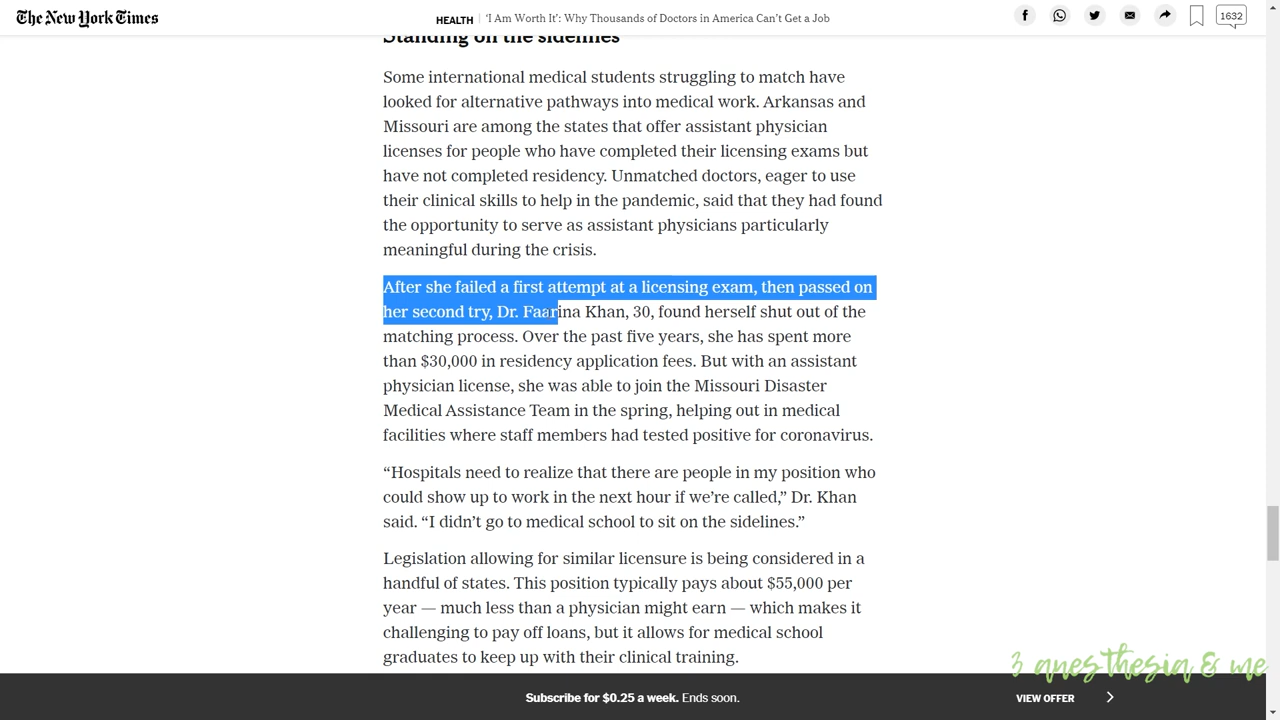 The New York Times
HEALTH | ‘I Am Worth It’: Why Thousands of Doctors in America Can’t Get a Job
1632
Standing on the sidelines
Some international medical students struggling to match have
looked for alternative pathways into medical work. Arkansas and
Missouri are among the states that offer assistant physician
licenses for people who have completed their licensing exams but
have not completed residency. Unmatched doctors, eager to use
their clinical skills to help in the pandemic, said that they had found
the opportunity to serve as assistant physicians particularly
meaningful during the crisis.
After she failed a first attempt at a licensing exam, then passed on
her second try, Dr. Faarina Khan, 30, found herself shut out of the
matching process. Over the past five years, she has spent more
than $30,000 in residency application fees. But with an assistant
physician license, she was able to join the Missouri Disaster
Medical Assistance Team in the spring, helping out in medical
facilities where staff members had tested positive for coronavirus.
“Hospitals need to realize that there are people in my position who
could show up to work in the next hour if we’re called,” Dr. Khan
said. “I didn’t go to medical school to sit on the sidelines.”
Legislation allowing for similar licensure is being considered in a
handful of states. This position typically pays about $55,000 per
year — much less than a physician might earn — which makes it
challenging to pay off loans, but it allows for medical school
graduates to keep up with their clinical training.
3 anesthesia & me
Subscribe for $0.25 a week. Ends soon.
VIEW OFFER